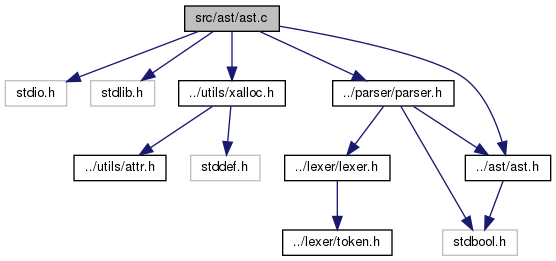 src/ast/ast.c
stdio.h
stdlib.h
../utils/xalloc.h
../parser/parser.h
../utils/attr.h
stddef.h
../lexer/lexer.h
../ast/ast.h
../lexer/token.h
stdbool.h